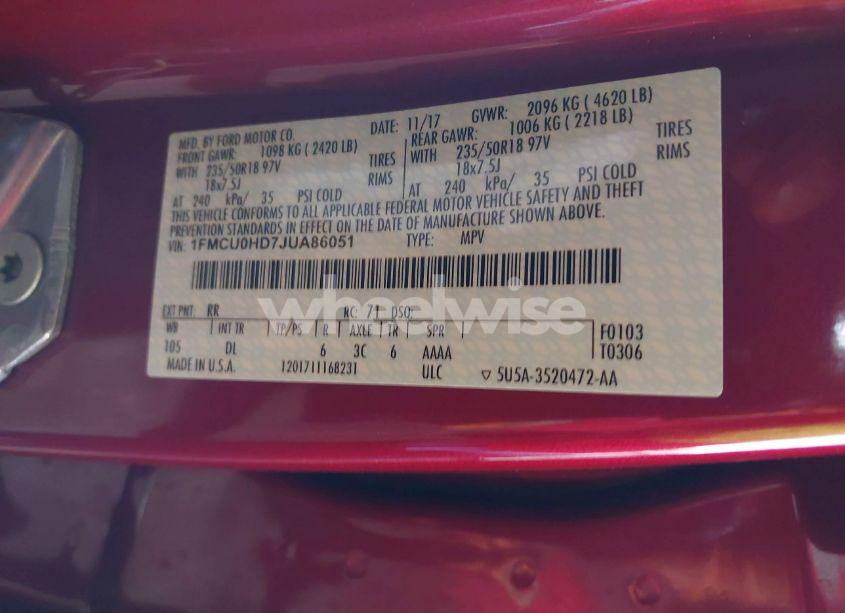 MFD. BY FORD MOTOR CO.
DATE: 11/17
GVWR: 2096 KG ( 4620 LB)
FRONT GAWR: 1098 KG ( 2420 LB)
REAR GAWR: 1006 KG ( 2218 LB)
WITH 235/50R18 97V TIRES
WITH 235/50R18 97V TIRES
18x7.5J RIMS
18x7.5J RIMS
AT 240 kPa/ 35 PSI COLD
AT 240 kPa/ 35 PSI COLD
THIS VEHICLE CONFORMS TO ALL APPLICABLE FEDERAL MOTOR VEHICLE SAFETY AND THEFT
PREVENTION STANDARDS IN EFFECT ON THE DATE OF MANUFACTURE SHOWN ABOVE.
VIN: 1FMCU0HD7JUA86051 TYPE: MPV
wheelwise
EXT PNT: RR RC: 71 DSO:
WB INT TR TP/PS R AXLE TR SPR
F0103
105 DL 6 3C 6 AAAA
T0306
MADE IN U.S.A. 1201711168231 ULC ▽ 5U5A-3520472-AA